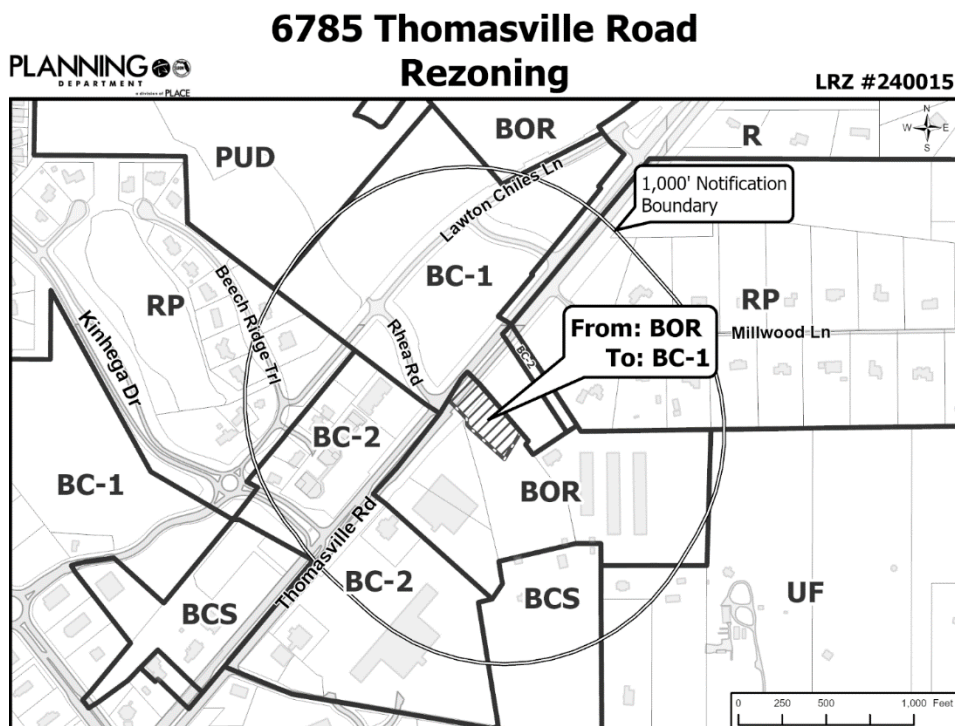 6785 Thomasville Road
Rezoning
PLANNING
DEPARTMENT
a division of PLACE
LRZ #240015
BOR
R
N
W E
S
PUD
1,000' Notification
Boundary
Lawton Chiles Ln
BC-1
RP
Beech Ridge Trl
RP
Kinhega Dr
Rhea Rd
From: BOR
To: BC-1
Millwood Ln
BC-2
BC-2
BC-1
BOR
Thomasville Rd
BC-2
BCS
BCS
UF
0 250 500 1,000 Feet